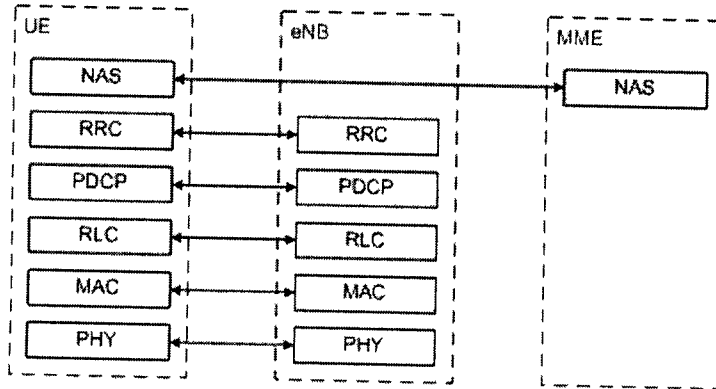 UE
eNB
MME
NAS
NAS
RRC
RRC
PDCP
PDCP
RLC
RLC
MAC
MAC
PHY
PHY